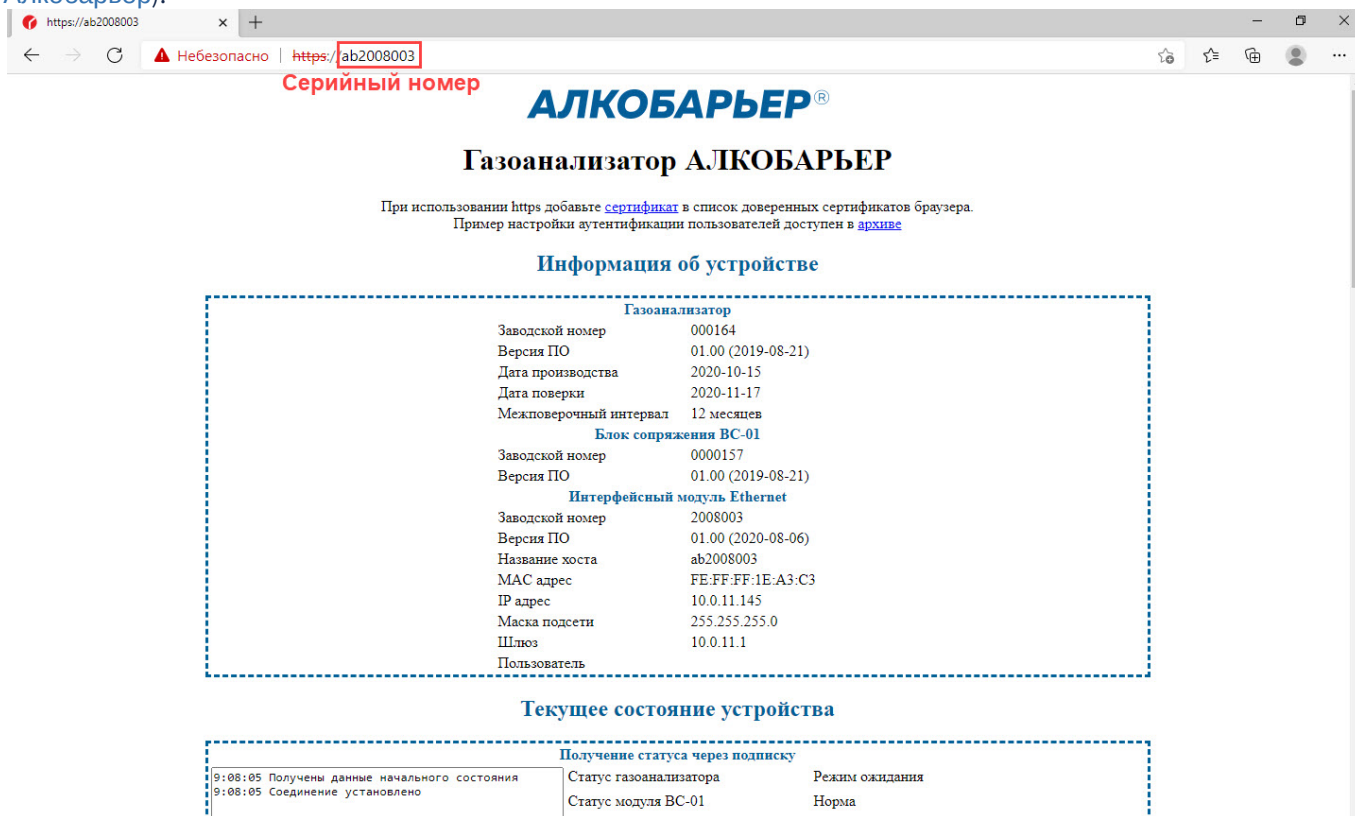 Алкобарьер).
https://ab2008003
Небезопасно | https://ab2008003
Серийный номер
АЛКОБАРЬЕР®
Газоанализатор АЛКОБАРЬЕР
При использовании https добавьте сертификат в список доверенных сертификатов браузера.
Пример настройки аутентификации пользователей доступен в архиве
Информация об устройстве
Газоанализатор
Заводской номер 000164
Версия ПО 01.00 (2019-08-21)
Дата производства 2020-10-15
Дата поверки 2020-11-17
Межповерочный интервал 12 месяцев
Блок сопряжения BC-01
Заводской номер 0000157
Версия ПО 01.00 (2019-08-21)
Интерфейсный модуль Ethernet
Заводской номер 2008003
Версия ПО 01.00 (2020-08-06)
Название хоста ab2008003
MAC адрес FE:FF:FF:1E:A3:C3
IP адрес 10.0.11.145
Маска подсети 255.255.255.0
Шлюз 10.0.11.1
Пользователь
Текущее состояние устройства
Получение статуса через подписку
9:08:05 Получены данные начального состояния
9:08:05 Соединение установлено
Статус газоанализатора Режим ожидания
Статус модуля BC-01 Норма